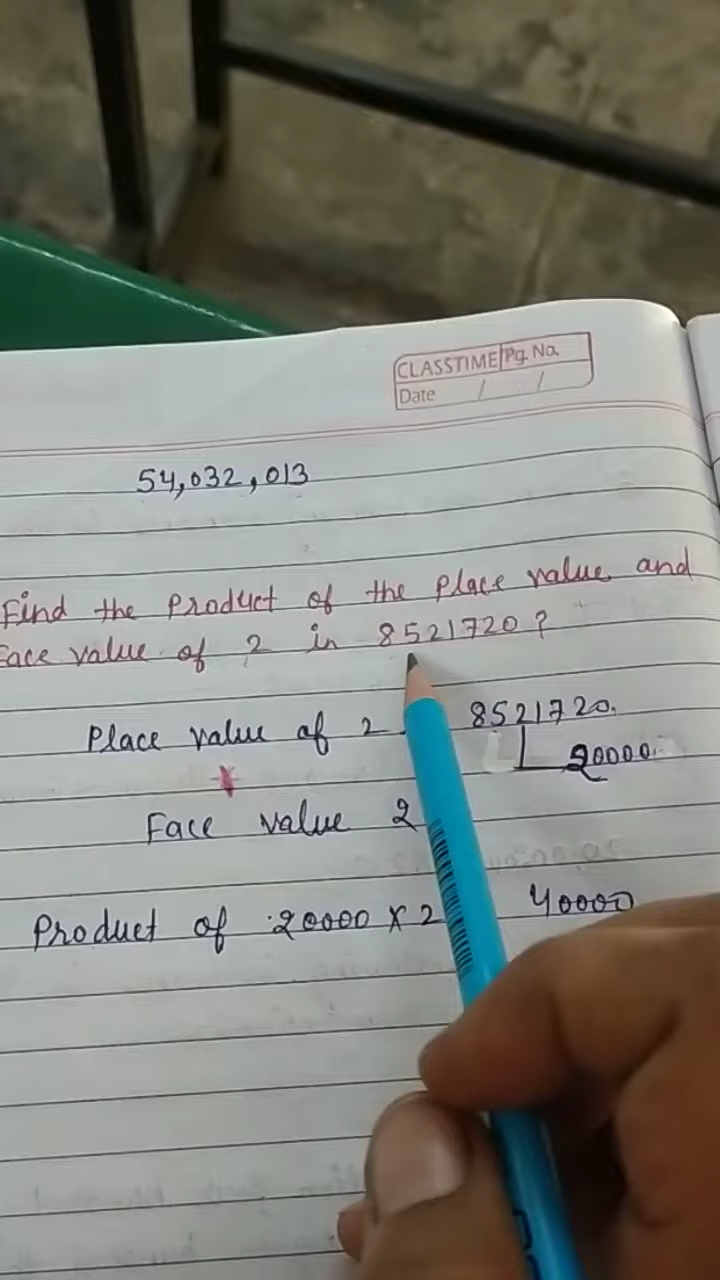 CLASSTIME Pg. No.
Date / /
54,032,013
Find the Product of the Place value and
Face value of 2 in 8521720?
Place value of 2 8521720.
20000.
Face value 2
Product of 20000 X 2 40000